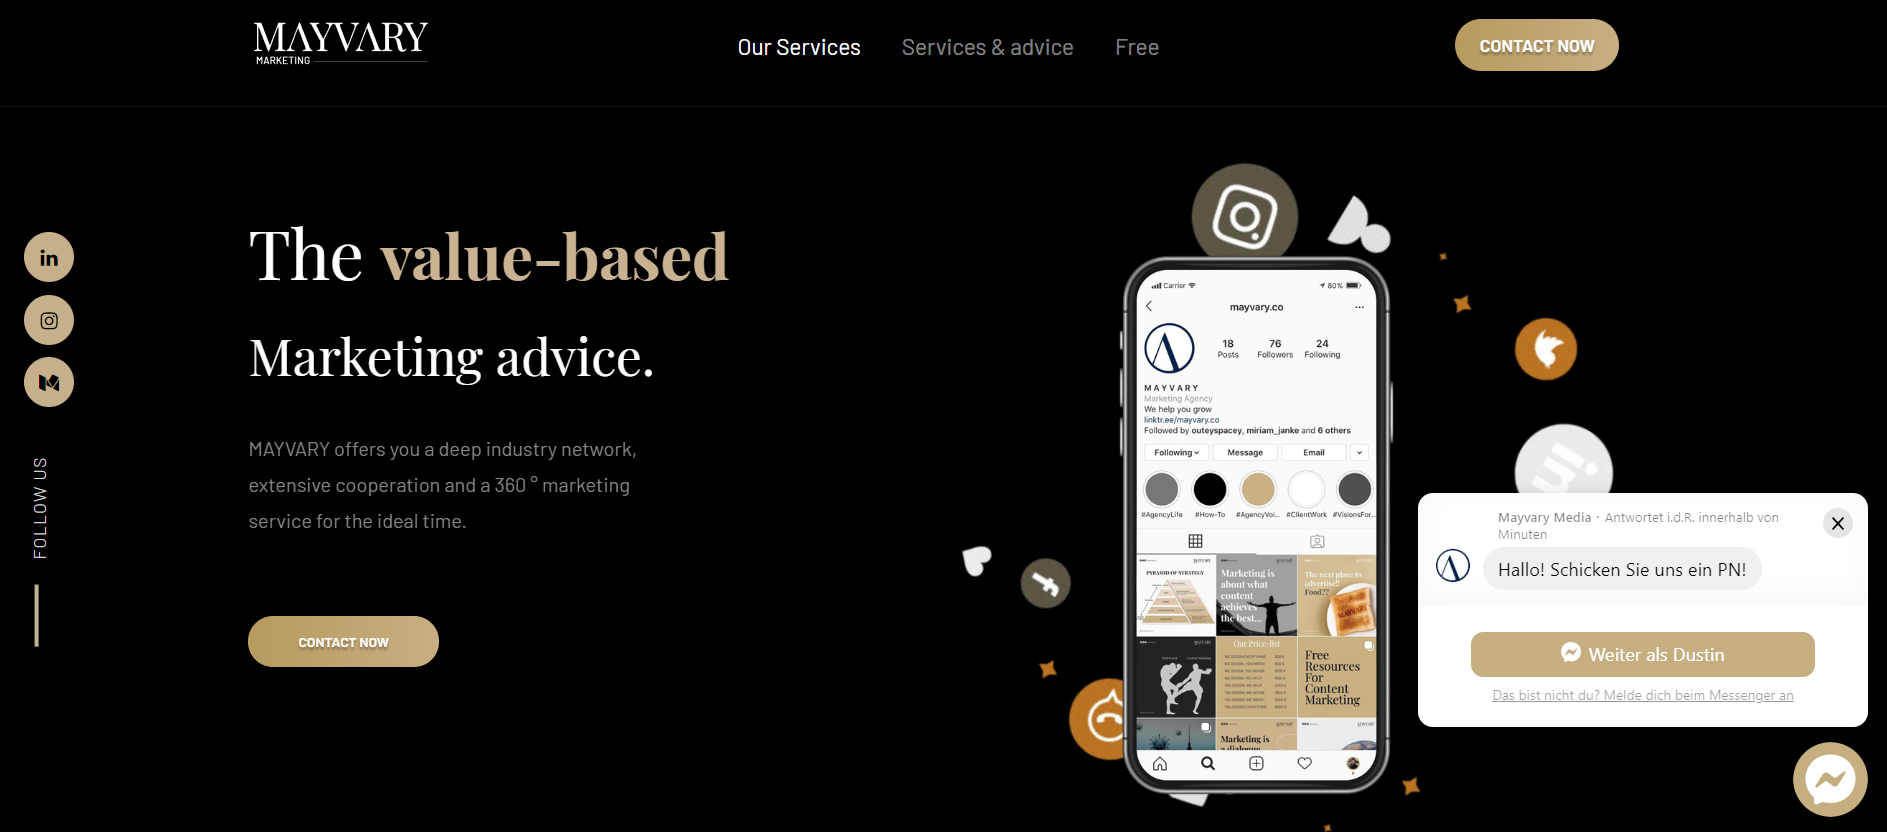 MAYVARY
MARKETING
Our Services
Services & advice
Free
CONTACT NOW
The value-based
Marketing advice.
MAYVARY offers you a deep industry network,
extensive cooperation and a 360 ° marketing
service for the ideal time.
CONTACT NOW
in
FOLLOW US
Carrier
80%
mayvary.co
18
76
24
Posts
Followers
Following
MAYVARY
Marketing Agency
We help you grow
linktr.ee/mayvary.co
Followed by outeyspacey, miriam_janke and 6 others
Following
Message
Email
#AgencyLife
#How-To
#AgencyVoi...
#ClientWork
#VisionsFor...
PYRAMID OF STRATEGY
Marketing is
about what
content
achieves
the best...
The next place to
advertise!!
Food??
MAYVARY
Our Price-list
WE DESIGN EVERYTHING
Free
Resources
For
Content
Marketing
Marketing is
a dialogue
Mayvary Media · Antwortet i.d.R. innerhalb von
Minuten
Hallo! Schicken Sie uns ein PN!
Weiter als Dustin
Das bist nicht du? Melde dich beim Messenger an